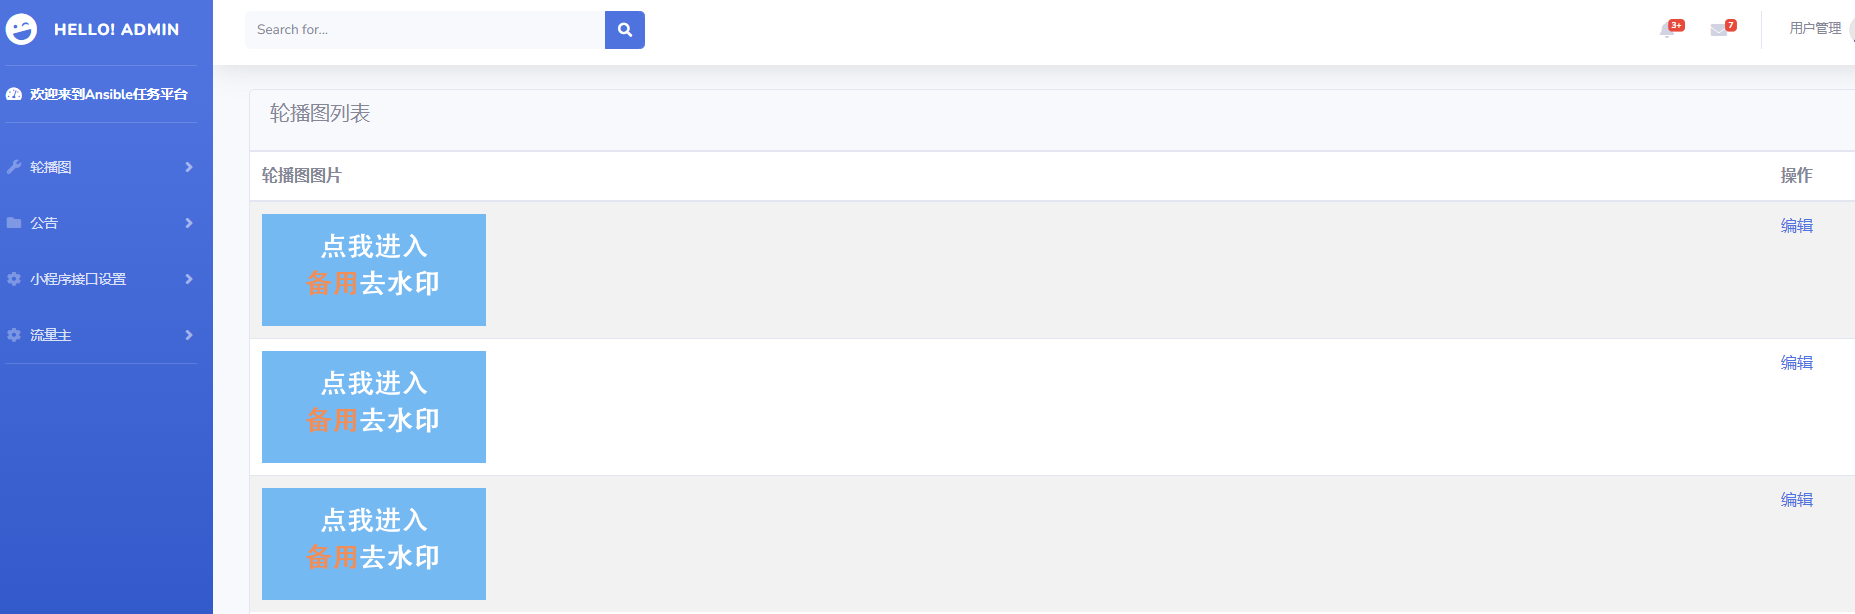 HELLO! ADMIN
Search for...
3+
7
用户管理
欢迎来到Ansible任务平台
轮播图
公告
小程序接口设置
流量主
轮播图列表
轮播图图片
操作
点我进入
备用去水印
编辑
点我进入
备用去水印
编辑
点我进入
备用去水印
编辑